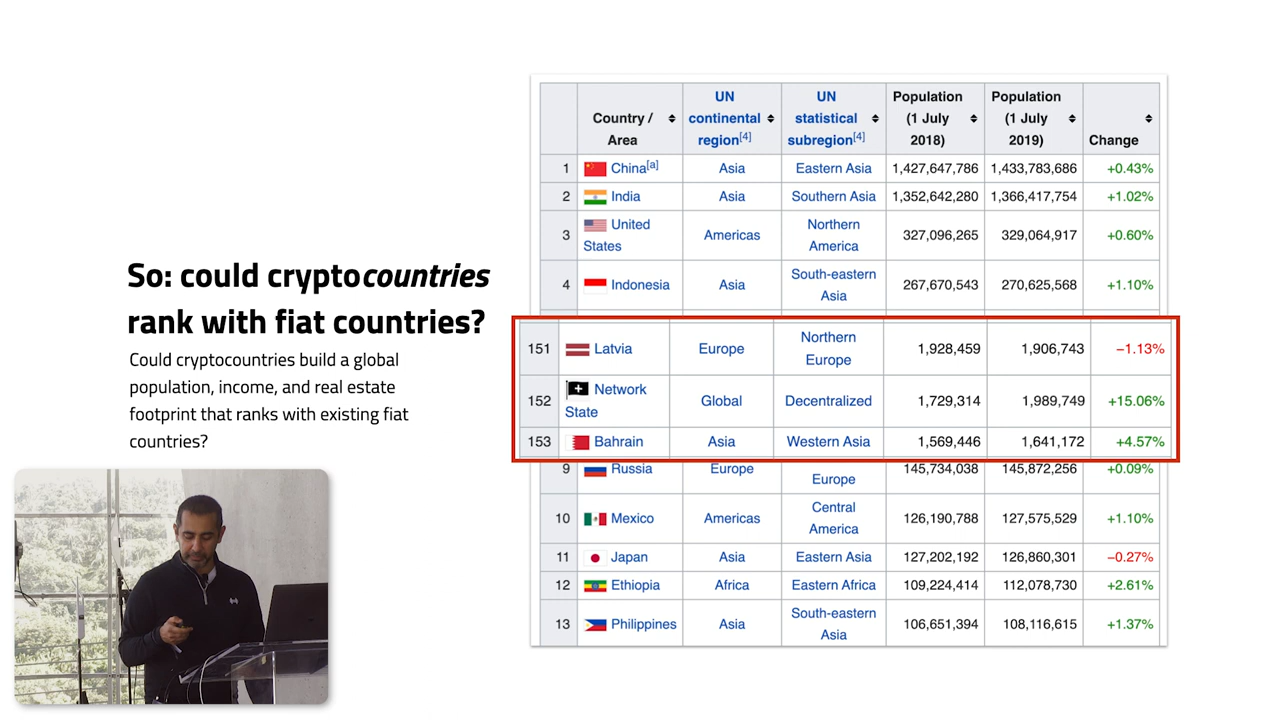 So: could cryptocountries
rank with fiat countries?
Could cryptocountries build a global
population, income, and real estate
footprint that ranks with existing fiat
countries?
Country / Area UN continental region[4] UN statistical subregion[4] Population (1 July 2018) Population (1 July 2019) Change
1 China[a] Asia Eastern Asia 1,427,647,786 1,433,783,686 +0.43%
2 India Asia Southern Asia 1,352,642,280 1,366,417,754 +1.02%
3 United States Americas Northern America 327,096,265 329,064,917 +0.60%
4 Indonesia Asia South-eastern Asia 267,670,543 270,625,568 +1.10%
151 Latvia Europe Northern Europe 1,928,459 1,906,743 −1.13%
152 Network State Global Decentralized 1,729,314 1,989,749 +15.06%
153 Bahrain Asia Western Asia 1,569,446 1,641,172 +4.57%
9 Russia Europe Europe 145,734,038 145,872,256 +0.09%
10 Mexico Americas Central America 126,190,788 127,575,529 +1.10%
11 Japan Asia Eastern Asia 127,202,192 126,860,301 −0.27%
12 Ethiopia Africa Eastern Africa 109,224,414 112,078,730 +2.61%
13 Philippines Asia South-eastern Asia 106,651,394 108,116,615 +1.37%